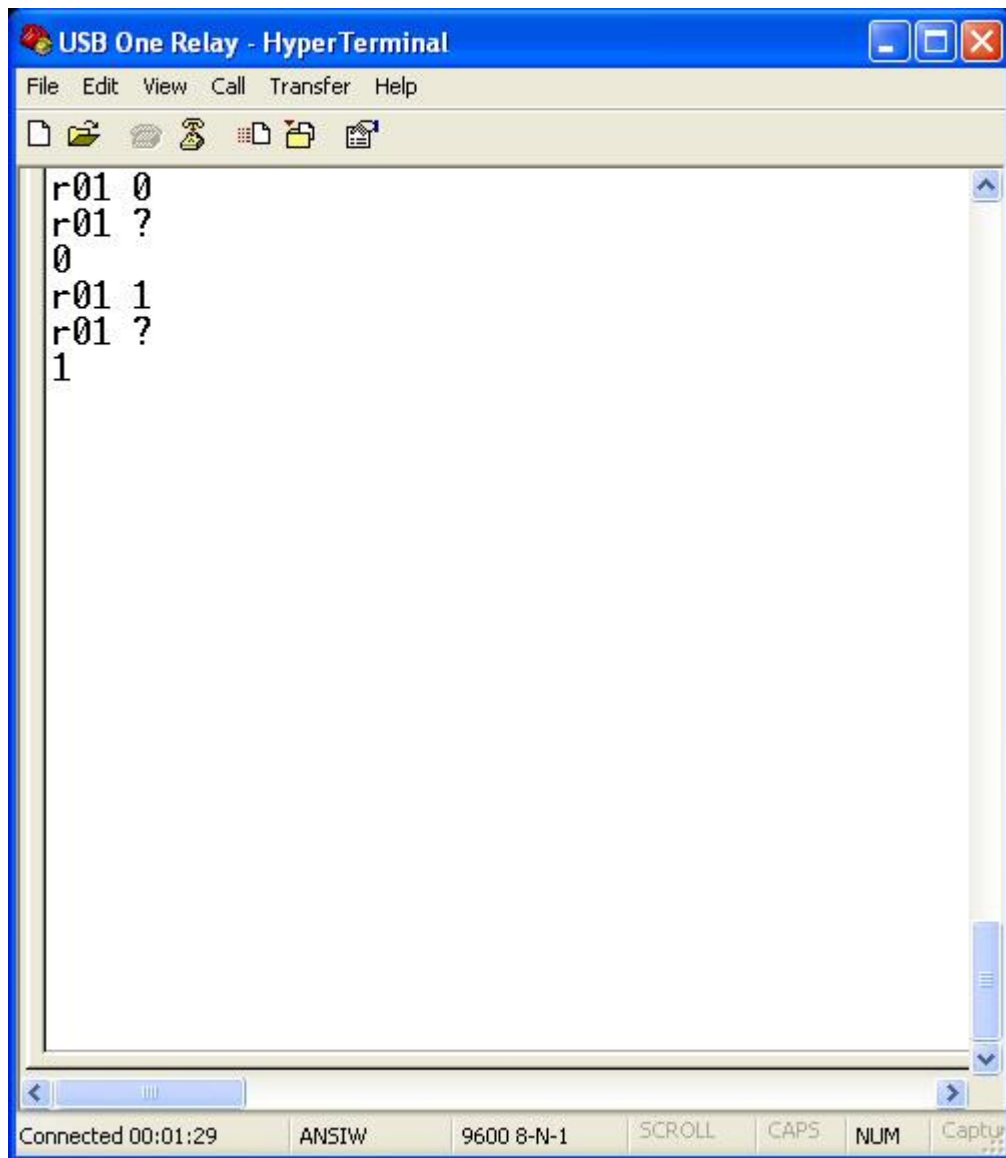 USB One Relay - HyperTerminal
File Edit View Call Transfer Help
r01 0
r01 ?
0
r01 1
r01 ?
1
Connected 00:01:29 ANSIW 9600 8-N-1 SCROLL CAPS NUM Captur